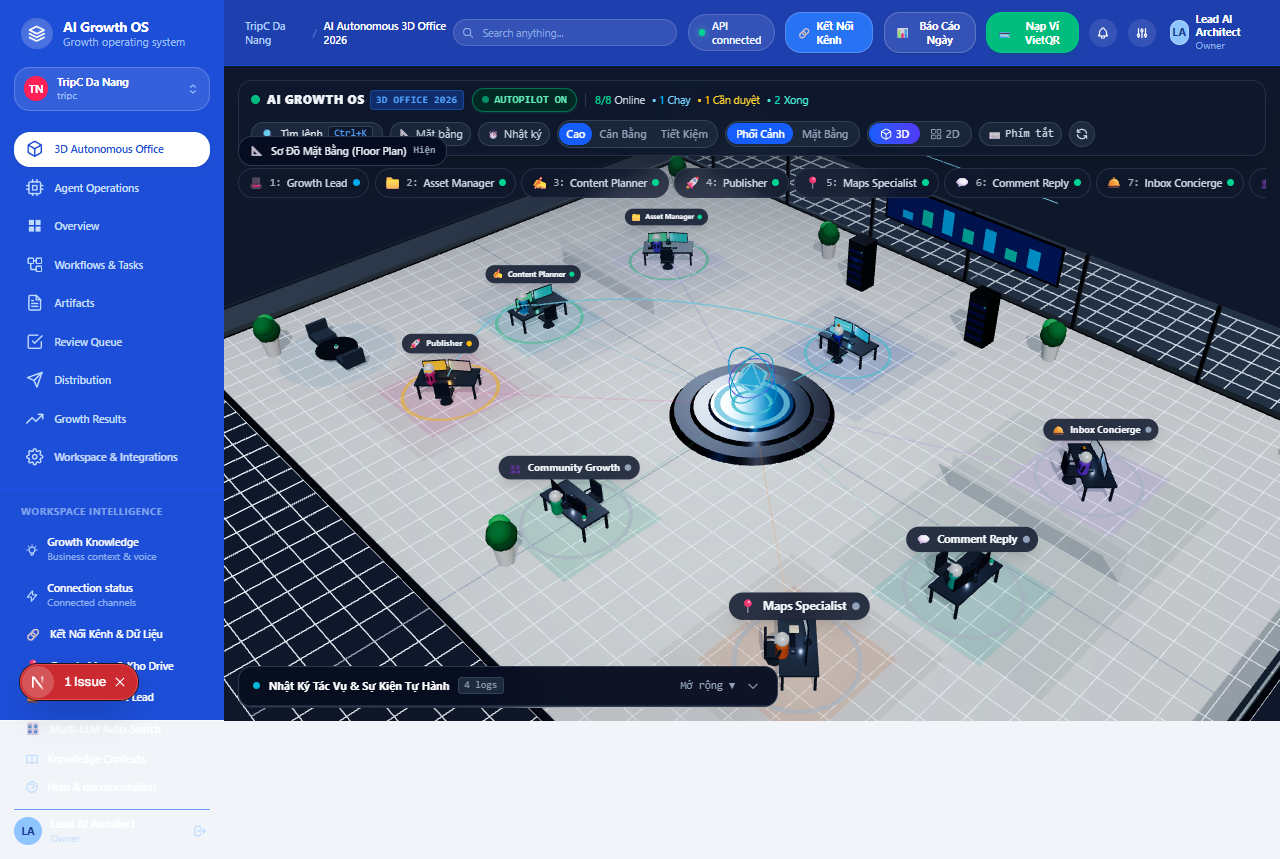 AI Growth OS
Growth operating system
TN
TripC Da Nang
tripc
3D Autonomous Office
Agent Operations
Overview
Workflows & Tasks
Artifacts
Review Queue
Distribution
Growth Results
Workspace & Integrations
WORKSPACE INTELLIGENCE
Growth Knowledge
Business context & voice
Connection status
Connected channels
Kết Nối Kênh & Dữ Liệu
Kho Drive
Lead
N 1 Issue
Multi-LLM Auto-Switch
Knowledge Contexts
Help & documentation
LA
Lead AI Architect
Owner
TripC Da Nang / AI Autonomous 3D Office 2026
Search anything...
API connected
Kết Nối Kênh
Báo Cáo Ngày
Nạp Ví VietQR
LA
Lead AI Architect
Owner
AI GROWTH OS
3D OFFICE 2026
AUTOPILOT ON
8/8 Online • 1 Chạy • 1 Cần duyệt • 2 Xong
Tìm lệnh Ctrl+K
Mặt bằng
Nhật ký
Cao Cân Bằng Tiết Kiệm
Phối Cảnh Mặt Bằng
3D 2D
Phím tắt
Sơ Đồ Mặt Bằng (Floor Plan) Hiện
1: Growth Lead
2: Asset Manager
3: Content Planner
4: Publisher
5: Maps Specialist
6: Comment Reply
7: Inbox Concierge
Asset Manager
Content Planner
Publisher
Inbox Concierge
Community Growth
Comment Reply
Maps Specialist
Nhật Ký Tác Vụ & Sự Kiện Tự Hành 4 logs
Mở rộng ▼